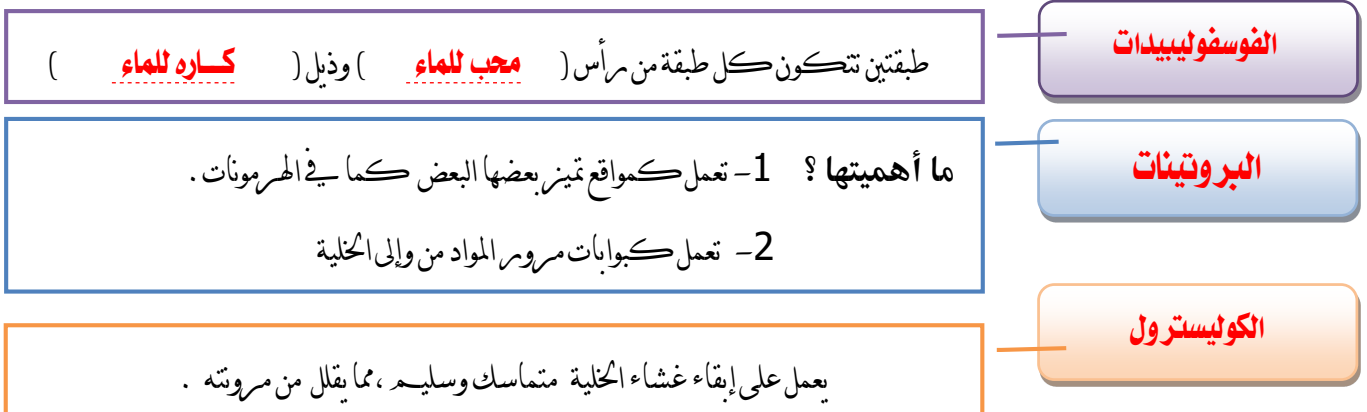 الفوسفوليبيدات
طبقتين تتكون كل طبقة من رأس ( محب للماء ) وذيل ( كــاره للماء )
البروتينات
ما أهميتها ؟ 1- تعمل كمواقع تميز بعضها البعض كما في الهرمونات .
2- تعمل كبوابات مرور المواد من وإلى الخلية
الكوليسترول
يعمل على إبقاء غشاء الخلية متماسك وسليم ،مما يقلل من مرونته .